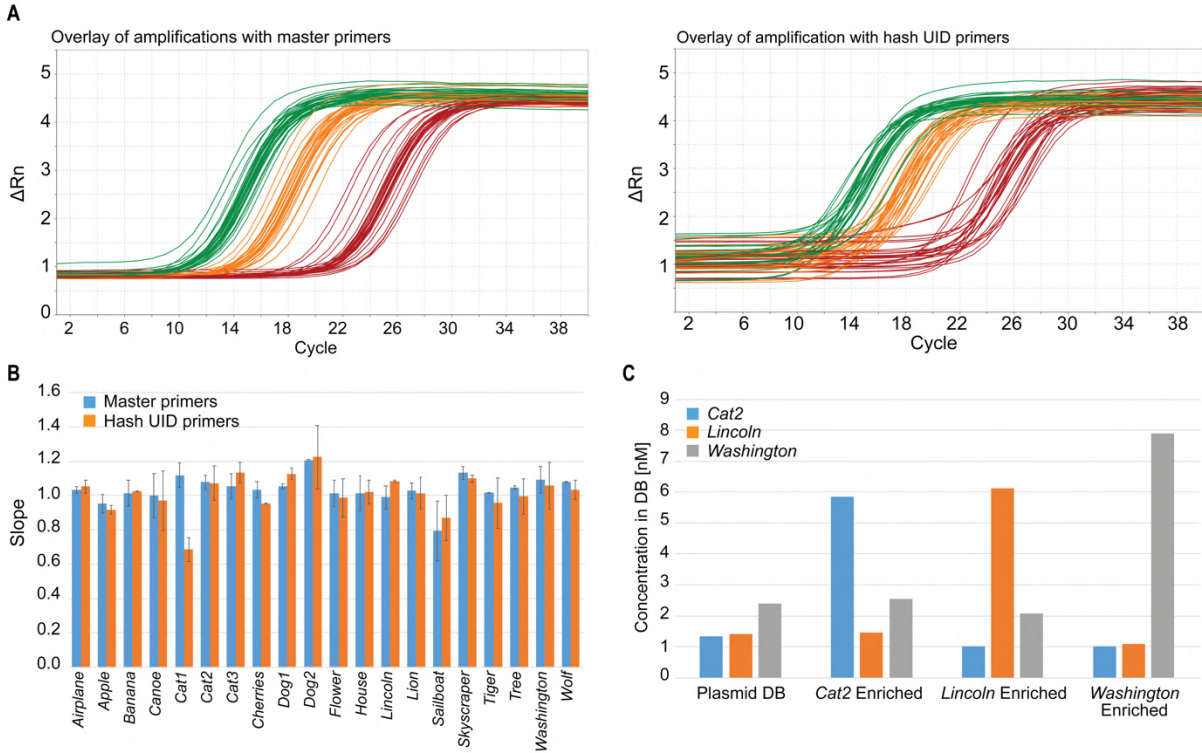 A
Overlay of amplifications with master primers
5
4
3
2
1
0
ΔRn
2 6 10 14 18 22 26 30 34 38
Cycle
Overlay of amplification with hash UID primers
5
4
3
2
1
0
ΔRn
2 6 10 14 18 22 26 30 34 38
Cycle
B
1.6
1.4
1.2
1.0
0.8
0.6
0.4
0.2
0.0
Slope
Master primers
Hash UID primers
Airplane
Apple
Banana
Canoe
Cat1
Cat2
Cat3
Cherries
Dog1
Dog2
Flower
House
Lincoln
Lion
Sailboat
Skyscraper
Tiger
Tree
Washington
Wolf
C
9
8
7
6
5
4
3
2
1
0
Concentration in DB [nM]
Cat2
Lincoln
Washington
Plasmid DB
Cat2 Enriched
Lincoln Enriched
Washington
Enriched